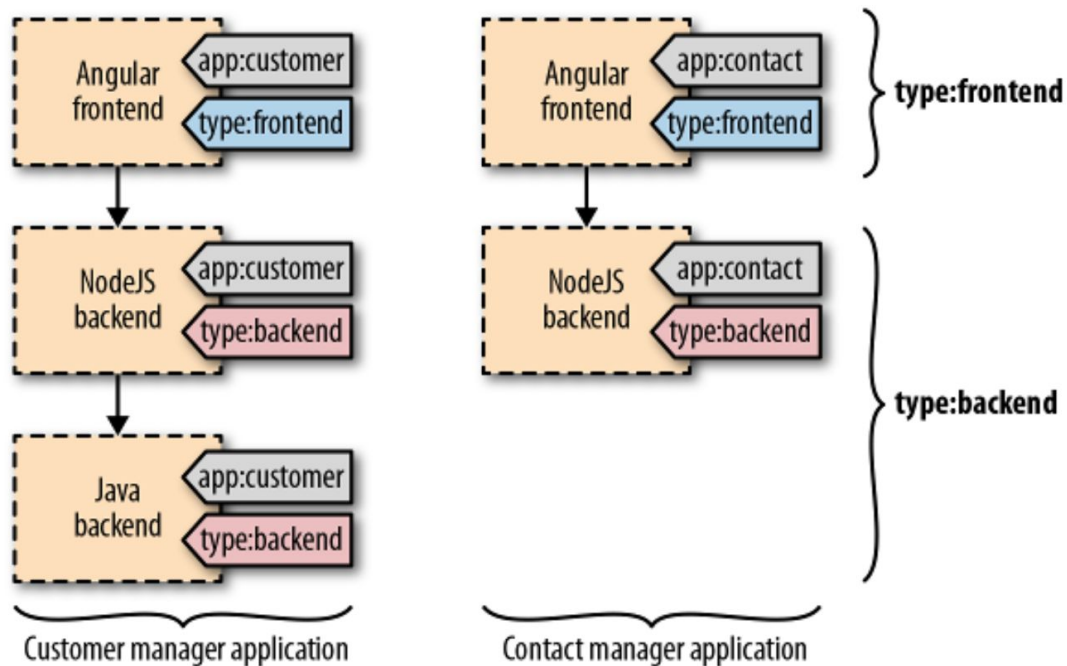 Angular
frontend
app:customer
type:frontend
Angular
frontend
app:contact
type:frontend
type:frontend
NodeJS
backend
app:customer
type:backend
NodeJS
backend
app:contact
type:backend
type:backend
Java
backend
app:customer
type:backend
Customer manager application
Contact manager application